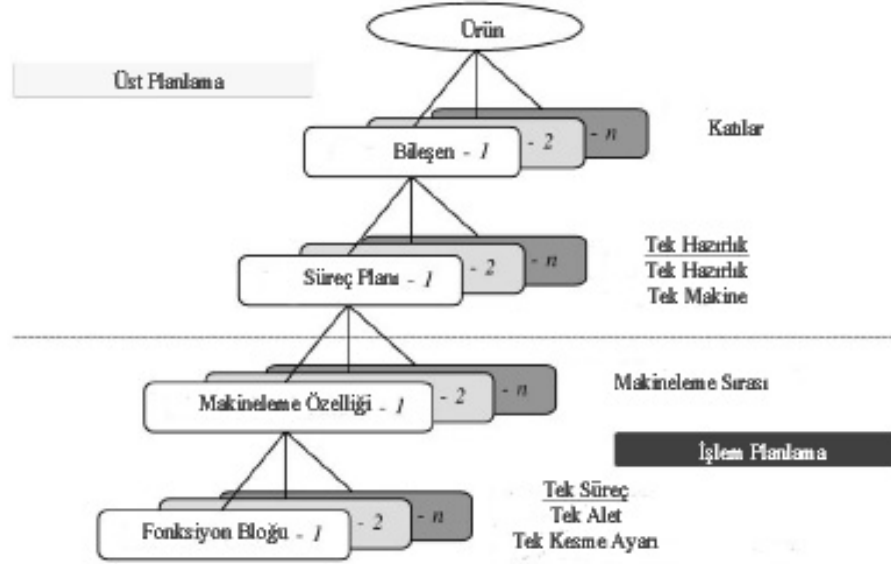 Ürün
Üst Planlama
Bileşen - 1 - 2 - n
Katılar
Süreç Planı - 1 - 2 - n
Tek Hazırlık
Tek Hazırlık
Tek Makine
Makineleme Özelliği - 1 - 2 - n
Makineleme Sırası
İşlem Planlama
Fonksiyon Bloğu - 1 - 2 - n
Tek Süreç
Tek Alet
Tek Kesme Ayarı